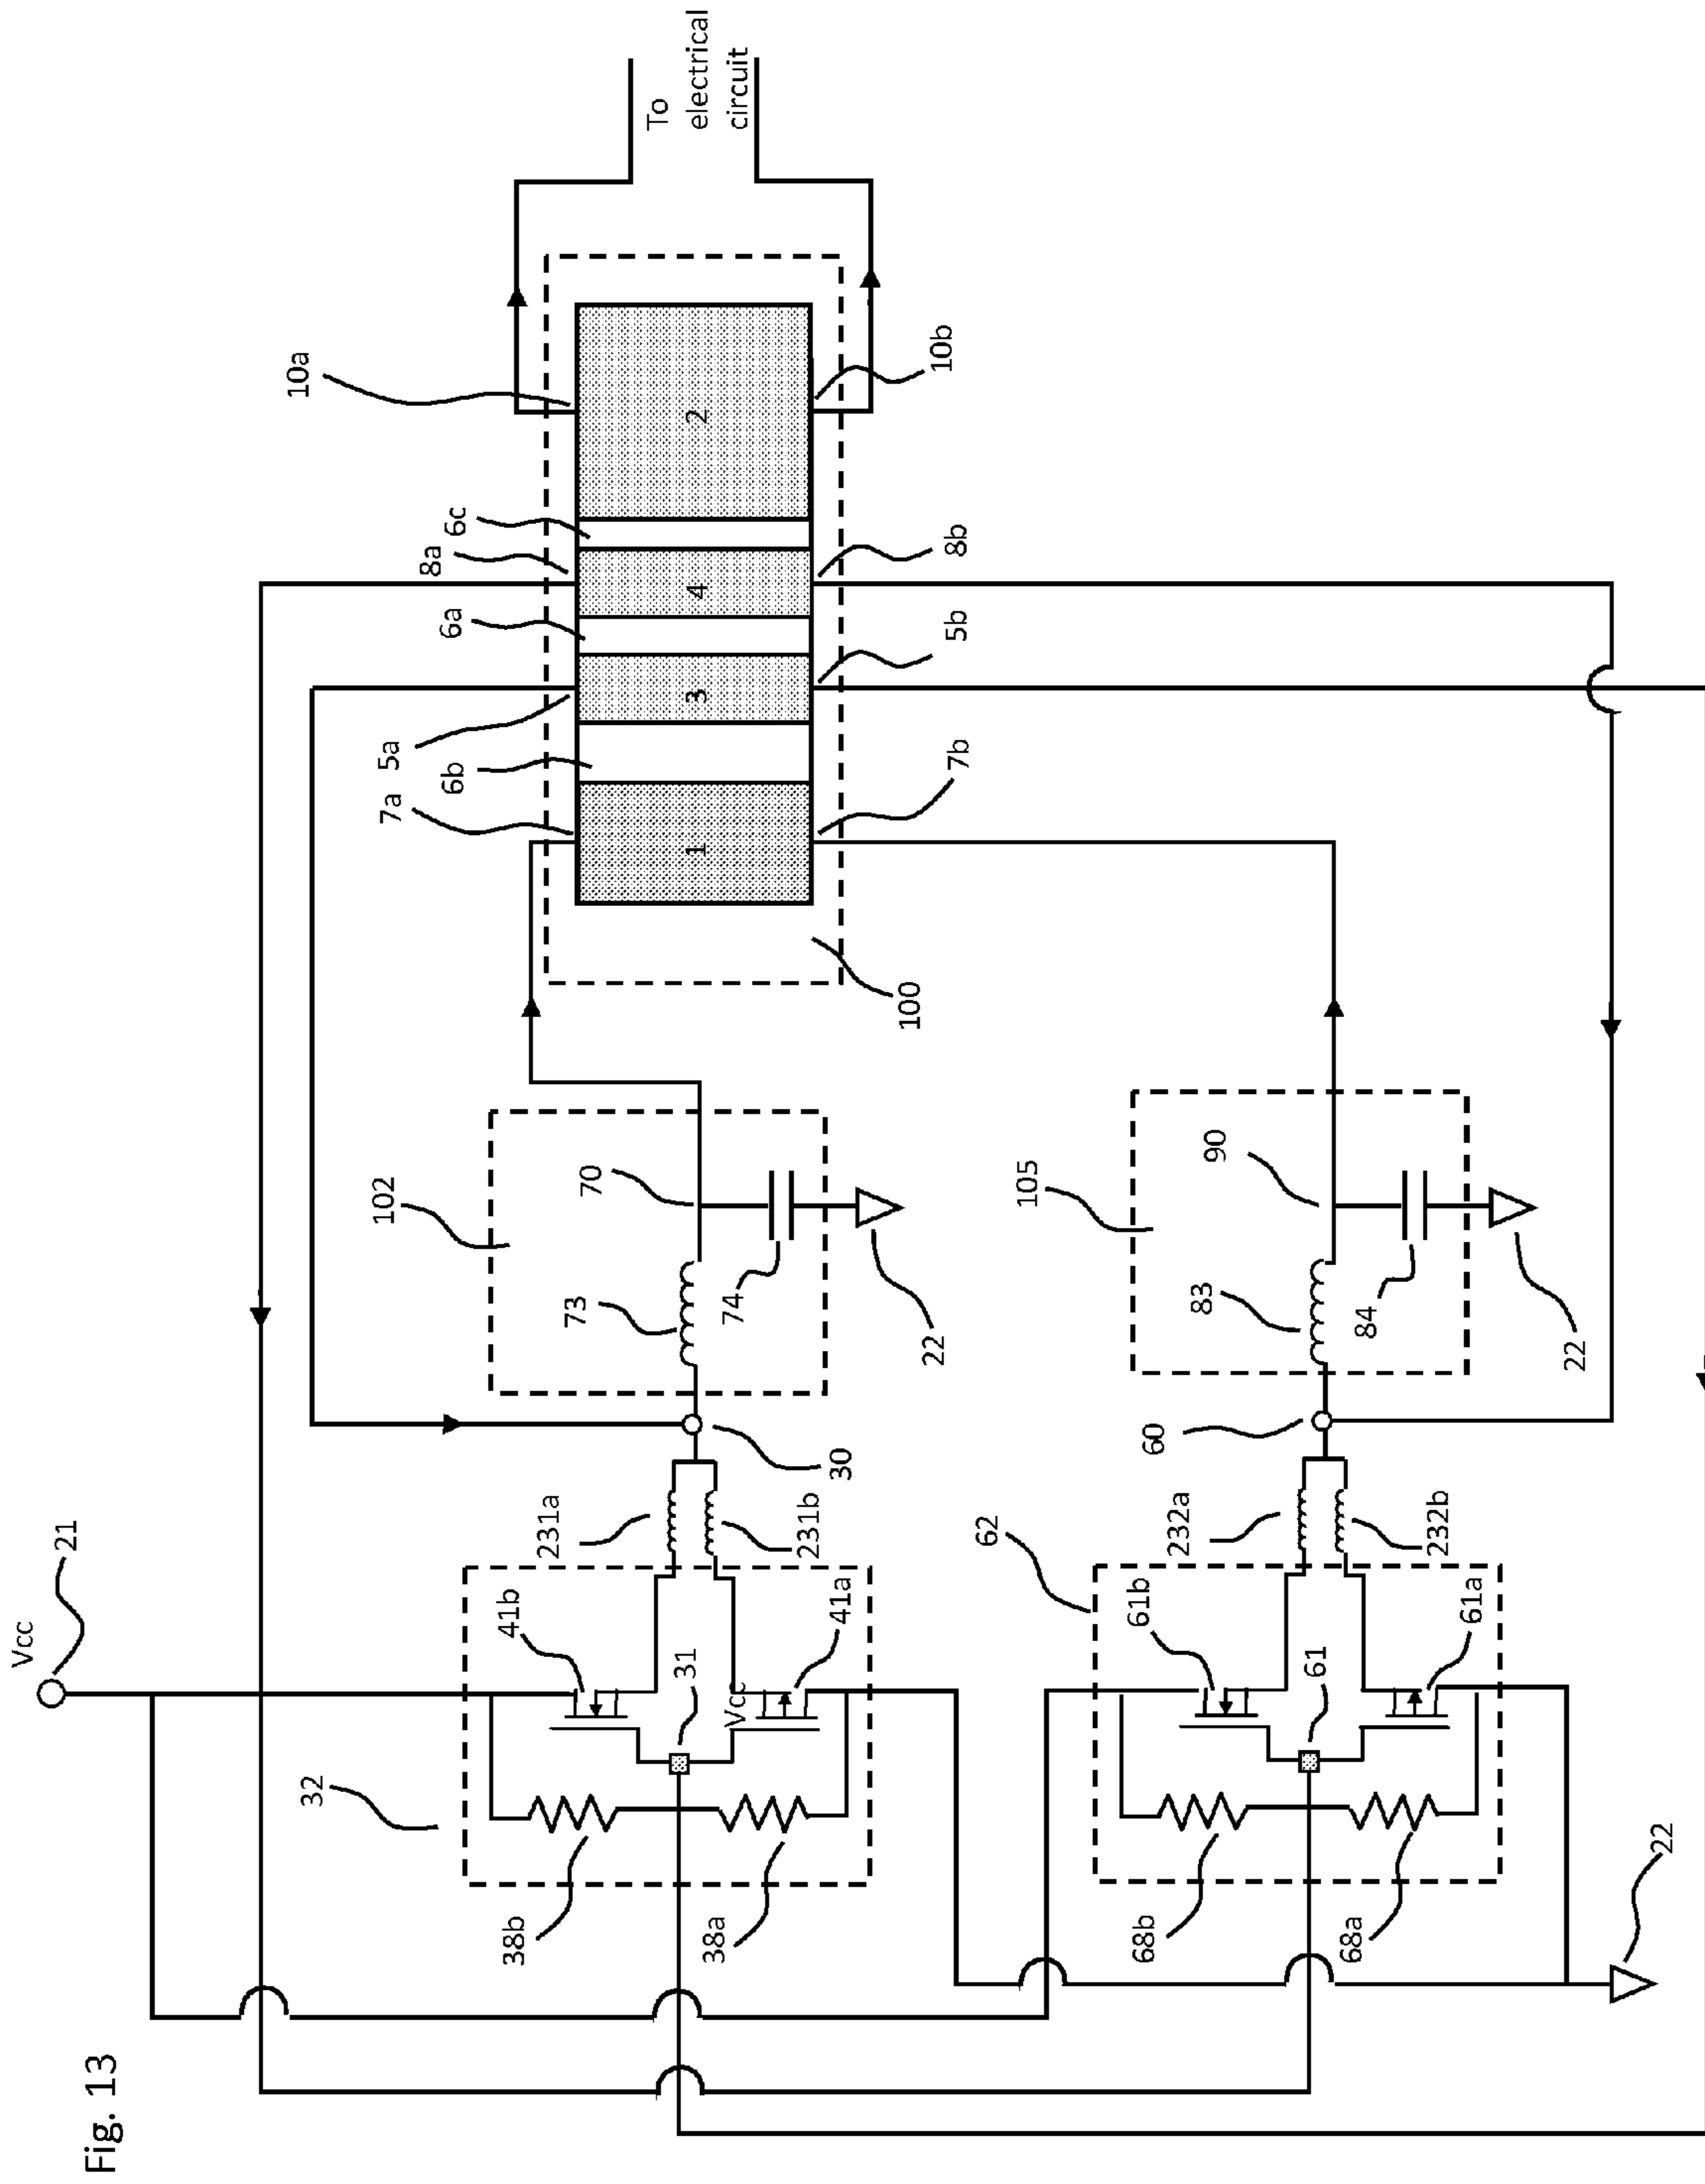 Fig. 13
Vcc
21
32
38b
38a
41b
31
Vcc
41a
231a
231b
30
102
73
70
74
22
7a
6b
5a
6a
8a
6c
10a
1
3
4
2
100
7b
5b
8b
10b
To
electrical
circuit
62
68b
68a
61b
61
61a
232a
232b
60
105
83
90
84
22
22